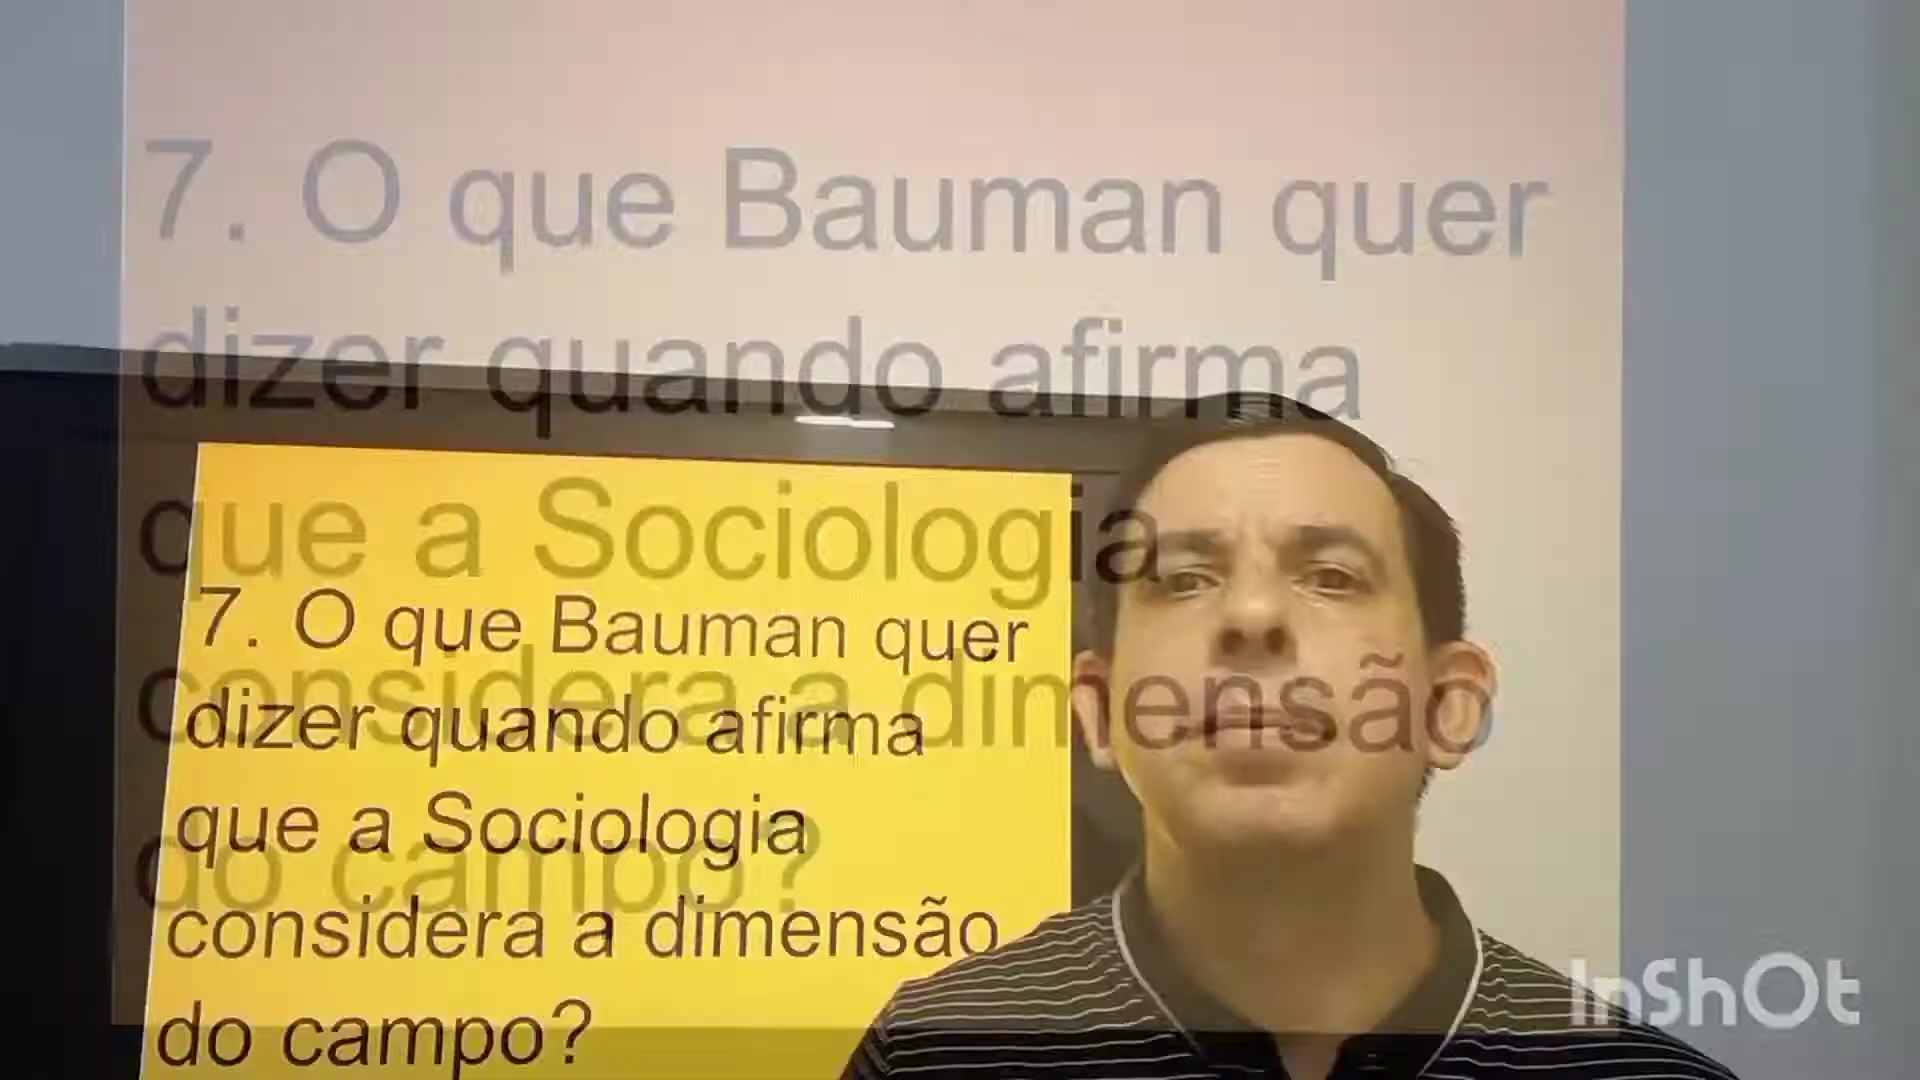 7. O que Bauman quer
dizer quando afirma
que a Sociologia
considera a dimensão
do campo?
7. O que Bauman quer
dizer quando afirma
que a Sociologia
considera a dimensão
do campo?
InShOt